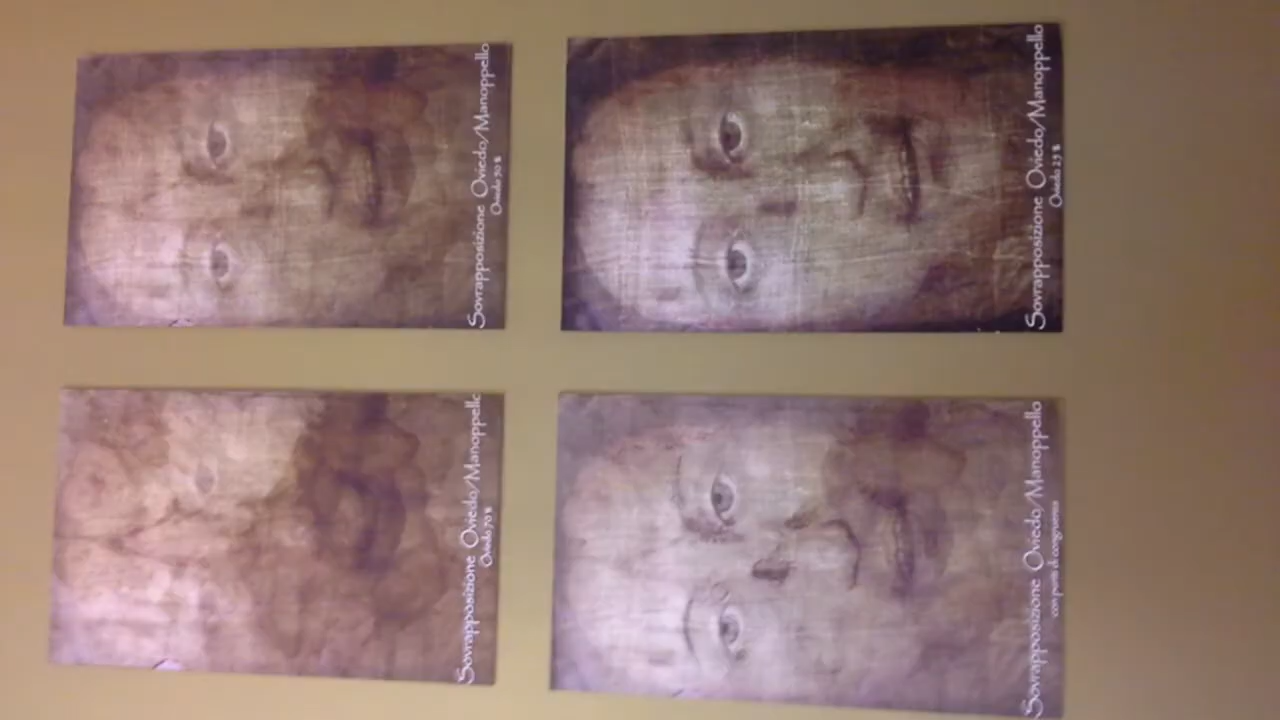 Sovrapposizione Oviedo/Manoppello
Oviedo 50%
Sovrapposizione Oviedo/Manoppello
Oviedo 25%
Sovrapposizione Oviedo/Manoppello
Oviedo 70%
Sovrapposizione Oviedo/Manoppello
con punti di congruenza